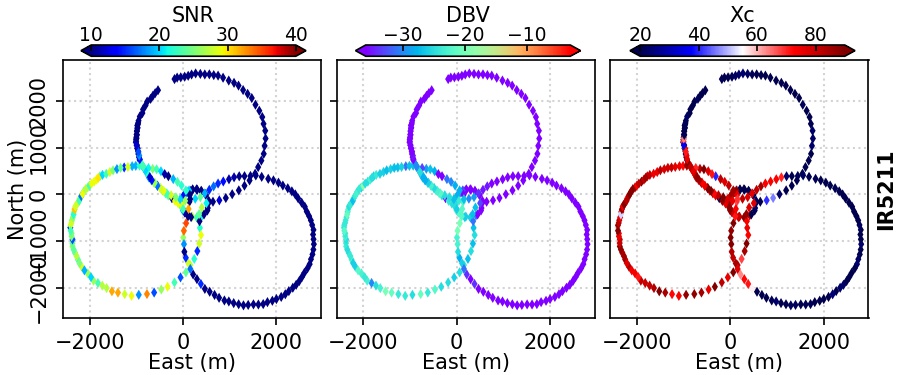 SNR DBV Xc
10 20 30 40 −30 −20 −10 20 40 60 80
2000
1000
0
−1000
−2000
North (m)
IR5211
−2000 0 2000 −2000 0 2000 −2000 0 2000
East (m) East (m) East (m)